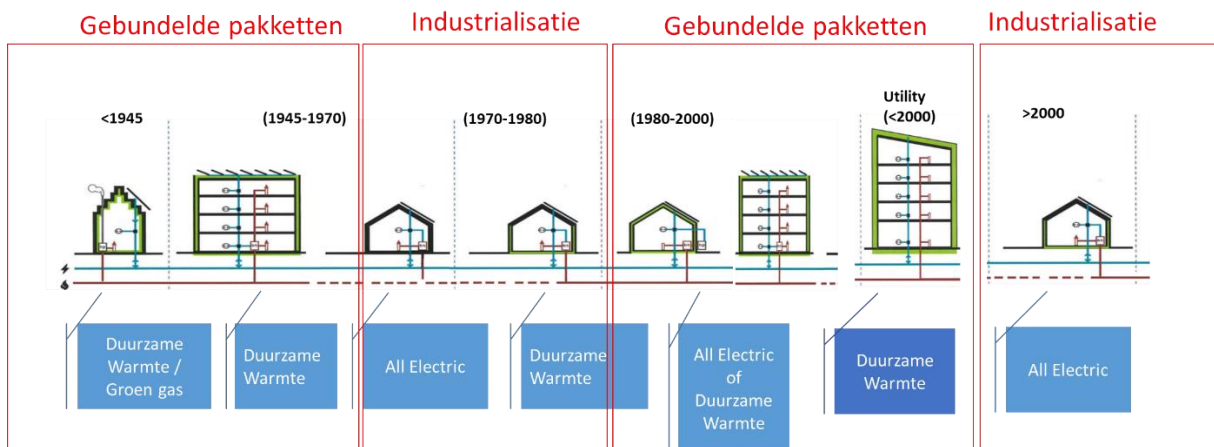 Gebundelde pakketten
Industrialisatie
Gebundelde pakketten
Industrialisatie
<1945
(1945-1970)
(1970-1980)
(1980-2000)
Utility
(<2000)
>2000
Duurzame
Warmte /
Groen gas
Duurzame
Warmte
All Electric
Duurzame
Warmte
All Electric
of
Duurzame
Warmte
Duurzame
Warmte
All Electric